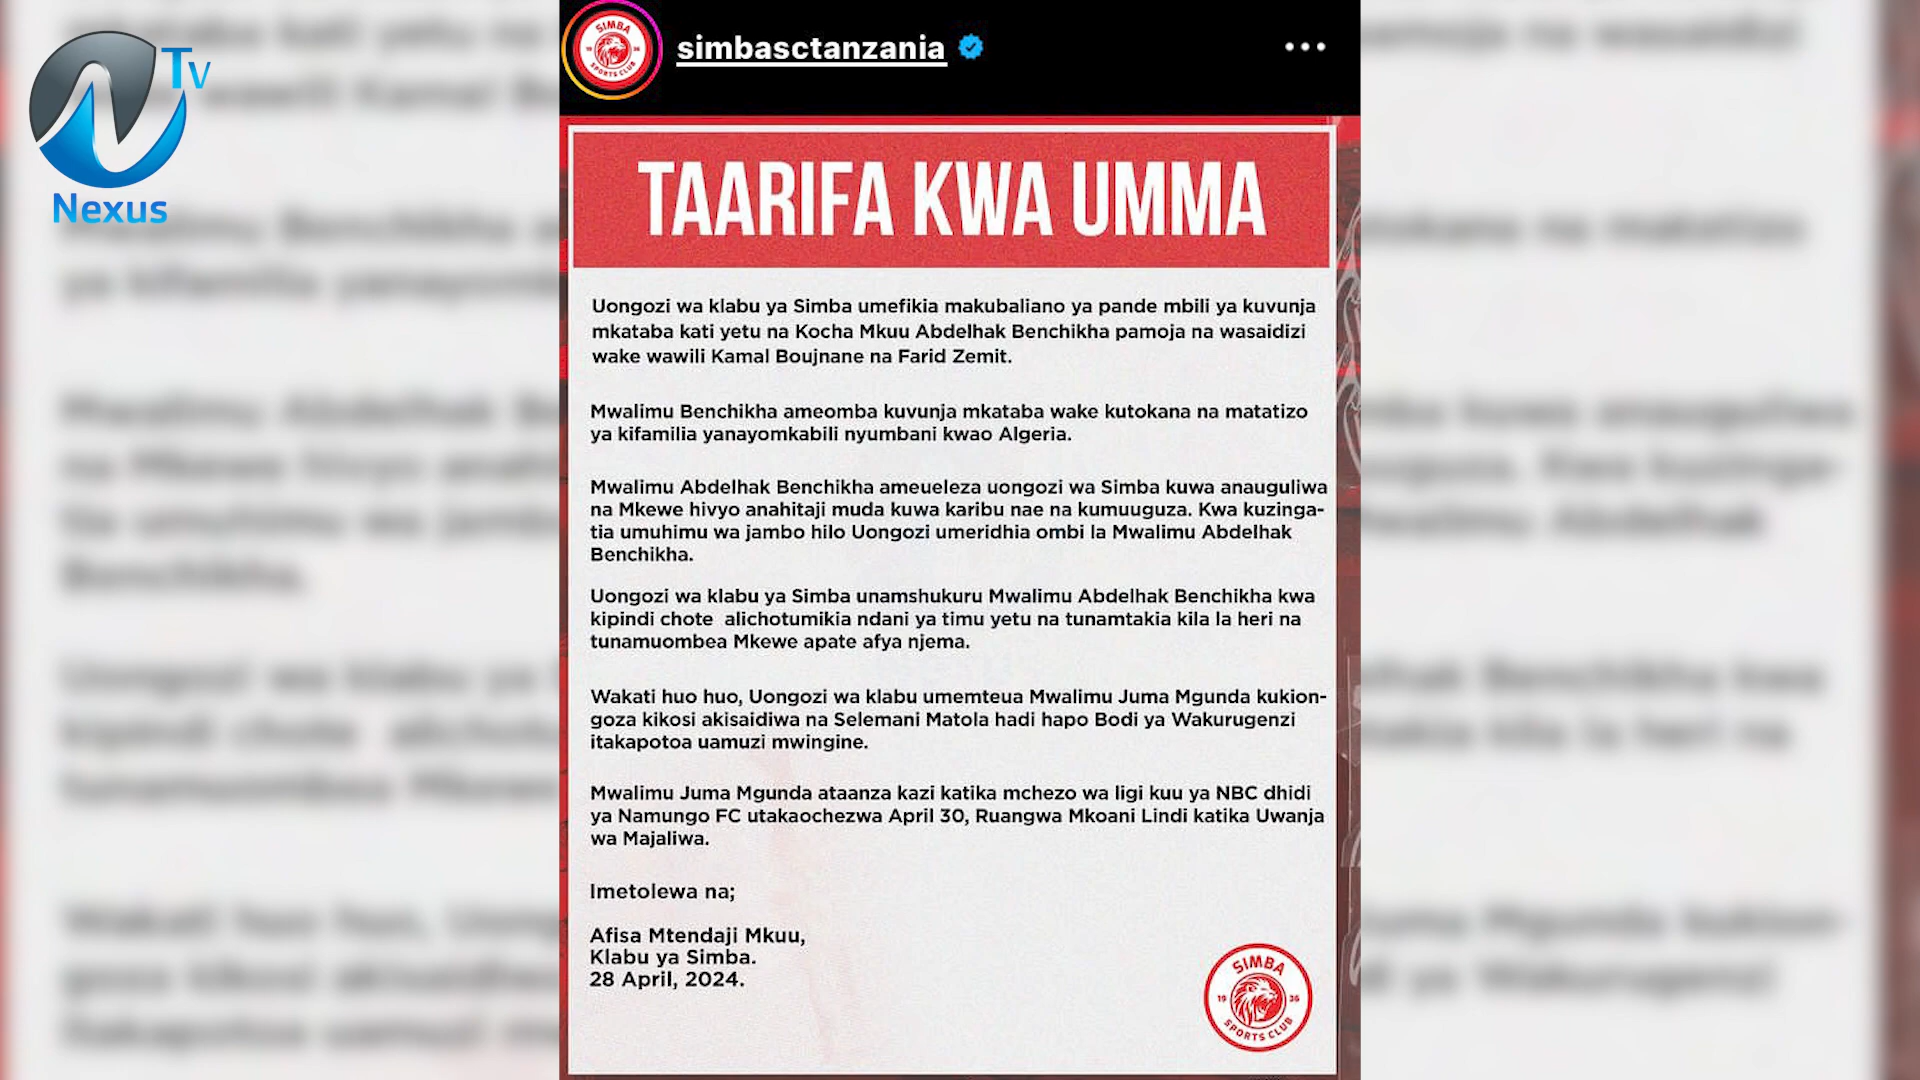 TV
Nexus
SIMBA
19 36
SPORTS CLUB
simbasctanzania
TAARIFA KWA UMMA
Uongozi wa klabu ya Simba umefikia makubaliano ya pande mbili ya kuvunja
mkataba kati yetu na Kocha Mkuu Abdelhak Benchikha pamoja na wasaidizi
wake wawili Kamal Boujnane na Farid Zemit.
Mwalimu Benchikha ameomba kuvunja mkataba wake kutokana na matatizo
ya kifamilia yanayomkabili nyumbani kwao Algeria.
Mwalimu Abdelhak Benchikha ameueleza uongozi wa Simba kuwa anauguliwa
na Mkewe hivyo anahitaji muda kuwa karibu nae na kumuuguza. Kwa kuzinga-
tia umuhimu wa jambo hilo Uongozi umeridhia ombi la Mwalimu Abdelhak
Benchikha.
Uongozi wa klabu ya Simba unamshukuru Mwalimu Abdelhak Benchikha kwa
kipindi chote alichotumikia ndani ya timu yetu na tunamtakia kila la heri na
tunamuombea Mkewe apate afya njema.
Wakati huo huo, Uongozi wa klabu umemteua Mwalimu Juma Mgunda kukion-
goza kikosi akisaidiwa na Selemani Matola hadi hapo Bodi ya Wakurugenzi
itakapotoa uamuzi mwingine.
Mwalimu Juma Mgunda ataanza kazi katika mchezo wa ligi kuu ya NBC dhidi
ya Namungo FC utakaochezwa April 30, Ruangwa Mkoani Lindi katika Uwanja
wa Majaliwa.
Imetolewa na;
Afisa Mtendaji Mkuu,
Klabu ya Simba.
28 April, 2024.
SIMBA
19 36
SPORTS CLUB